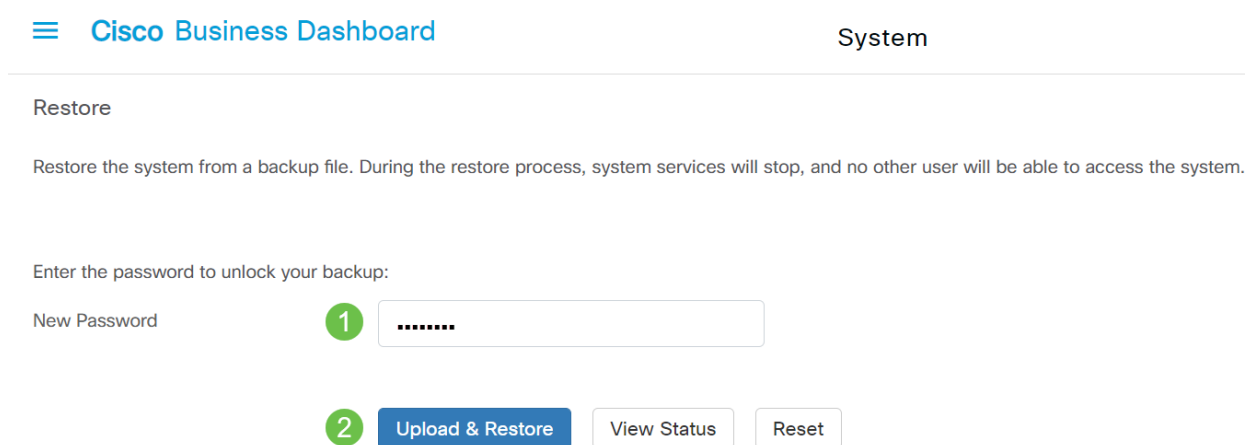 Cisco Business Dashboard
System
Restore
Restore the system from a backup file. During the restore process, system services will stop, and no other user will be able to access the system.
Enter the password to unlock your backup:
New Password 1 ........
2 Upload & Restore View Status Reset